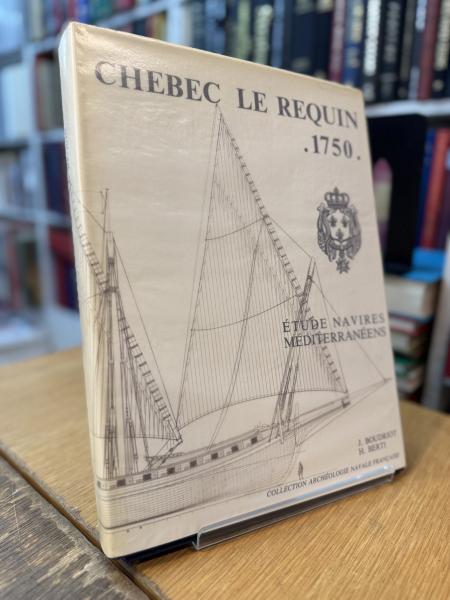 CHEBEC LE REQUIN
.1750.
ÉTUDE NAVIRES
MÉDITERRANÉENS
J. BOUDRIOT
H. BERTI
COLLECTION ARCHÉOLOGIE NAVALE FRANÇAISE